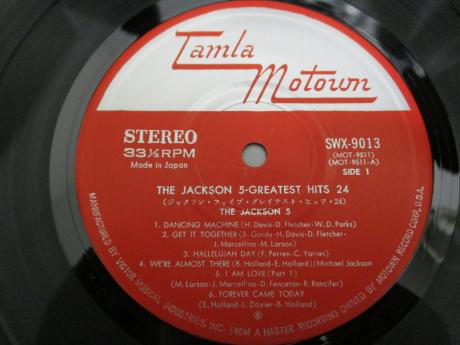 Tamla
Motown
STEREO
33⅓RPM
Made in Japan
SWX-9013
(MOT-9511)
(MOT-9511-A)
SIDE 1
THE JACKSON 5-GREATEST HITS 24
(ジャクソン・ファイブ・グレイテスト・ヒッツ・24)
THE JACKSON 5
1. DANCING MACHINE (H. Davis-D. Fletcher-W.D. Parks)
2. GET IT TOGETHER (B. Gordy-H. Davis-D. Fletcher-
J. Marcellino-M. Larson)
3. HALLELUJAH DAY (F. Perren-C. Yarian)
4. WE'RE ALMOST THERE (B. Holland-E. Holland)/Michael Jackson
5. I AM LOVE (Part 1)
(M. Larson-J. Marcellino-D. Fenceton-R. Rancifer)
6. FOREVER CAME TODAY
(E. Holland-L. Dozier-B. Holland)
MANUFACTURED BY VICTOR MUSICAL INDUSTRIES, INC. FROM A MASTER RECORDING OWNED BY MOTOWN RECORD CORP., U.S.A.